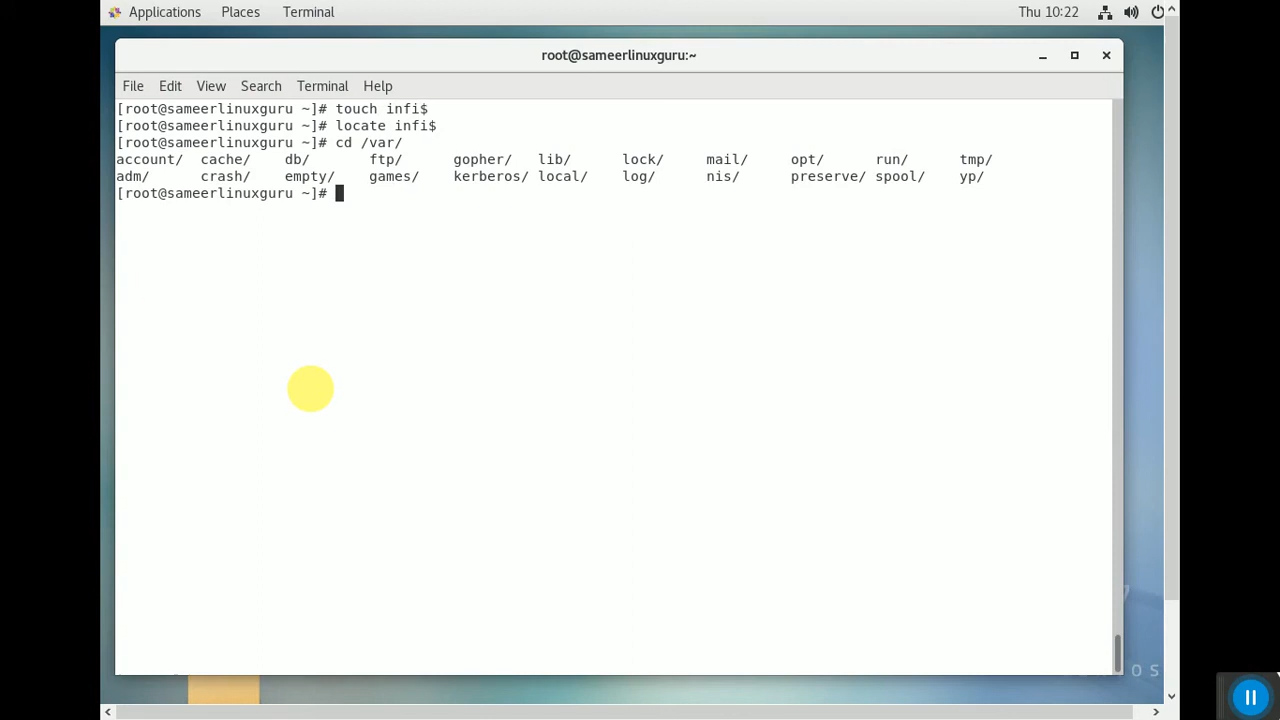 Applications Places Terminal Thu 10:22
root@sameerlinuxguru:~
File Edit View Search Terminal Help
[root@sameerlinuxguru ~]# touch infi$
[root@sameerlinuxguru ~]# locate infi$
[root@sameerlinuxguru ~]# cd /var/
account/ cache/ db/ ftp/ gopher/ lib/ lock/ mail/ opt/ run/ tmp/
adm/ crash/ empty/ games/ kerberos/ local/ log/ nis/ preserve/ spool/ yp/
[root@sameerlinuxguru ~]#
7